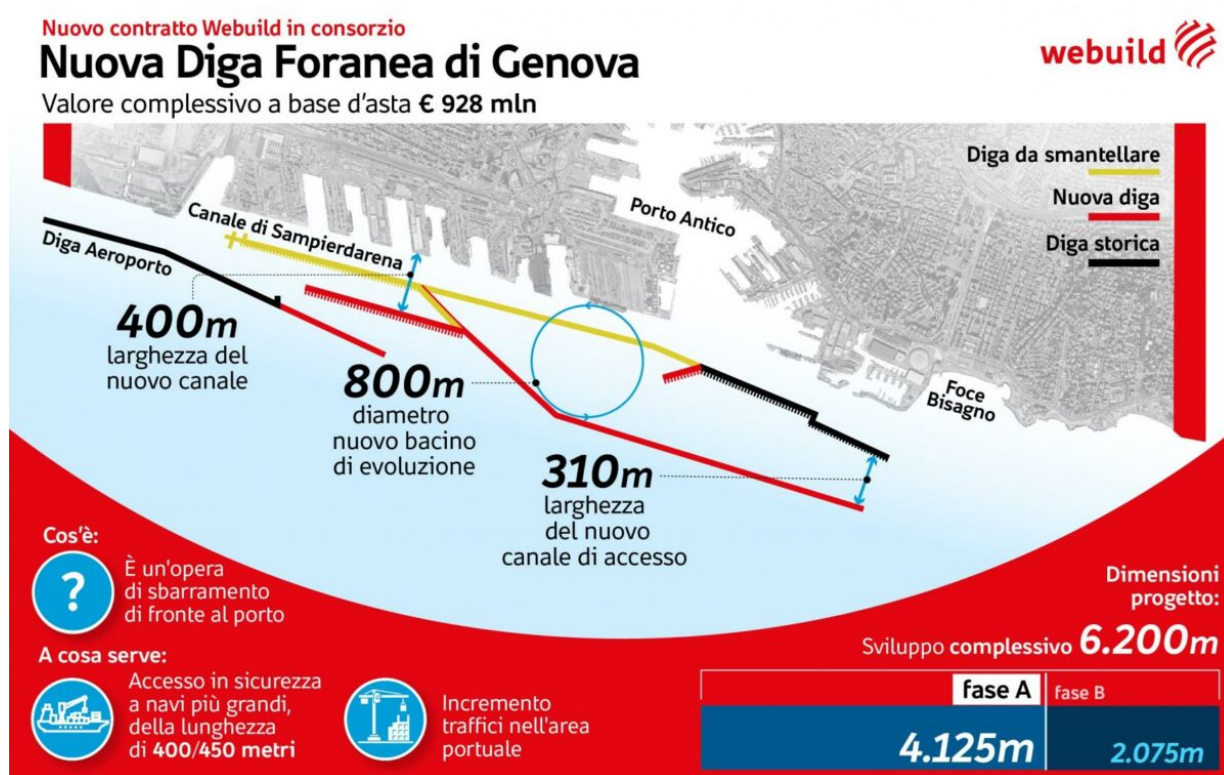 Nuovo contratto Webuild in consorzio
Nuova Diga Foranea di Genova
Valore complessivo a base d'asta € 928 mln
webuild
Diga da smantellare
Nuova diga
Diga storica
Porto Antico
Canale di Sampierdarena
Diga Aeroporto
Foce
Bisagno
400m
larghezza del
nuovo canale
800m
diametro
nuovo bacino
di evoluzione
310m
larghezza
del nuovo
canale di accesso
Cos'è:
?
È un'opera
di sbarramento
di fronte al porto
A cosa serve:
Accesso in sicurezza
a navi più grandi,
della lunghezza
di 400/450 metri
Incremento
traffici nell'area
portuale
Dimensioni
progetto:
Sviluppo complessivo 6.200m
fase A
fase B
4.125m
2.075m